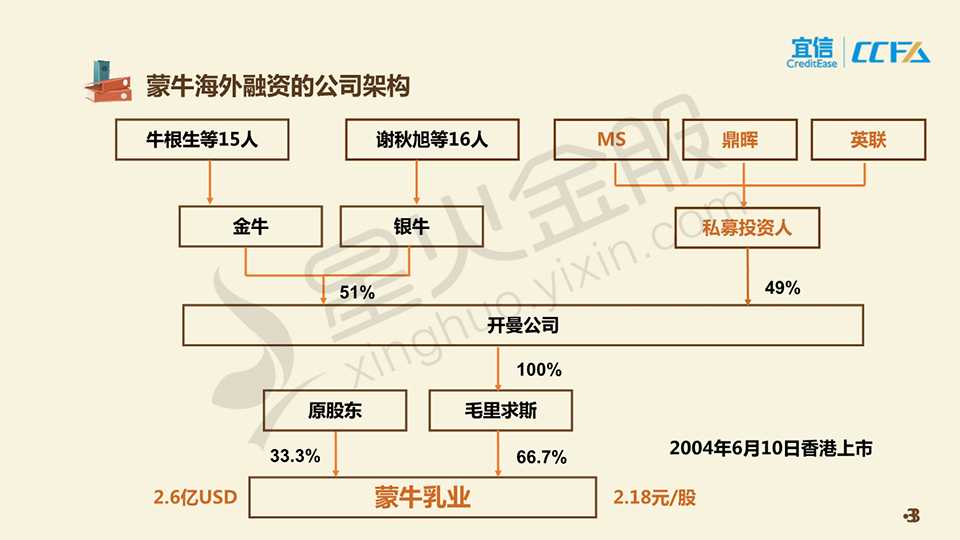 宜信
CreditEase
CCFA
蒙牛海外融资的公司架构
牛根生等15人
谢秋旭等16人
MS
鼎晖
英联
金牛
银牛
私募投资人
51%
49%
开曼公司
100%
原股东
毛里求斯
33.3%
66.7%
2004年6月10日香港上市
2.6亿USD
蒙牛乳业
2.18元/股
星火金服
xinghuo.yixin.com